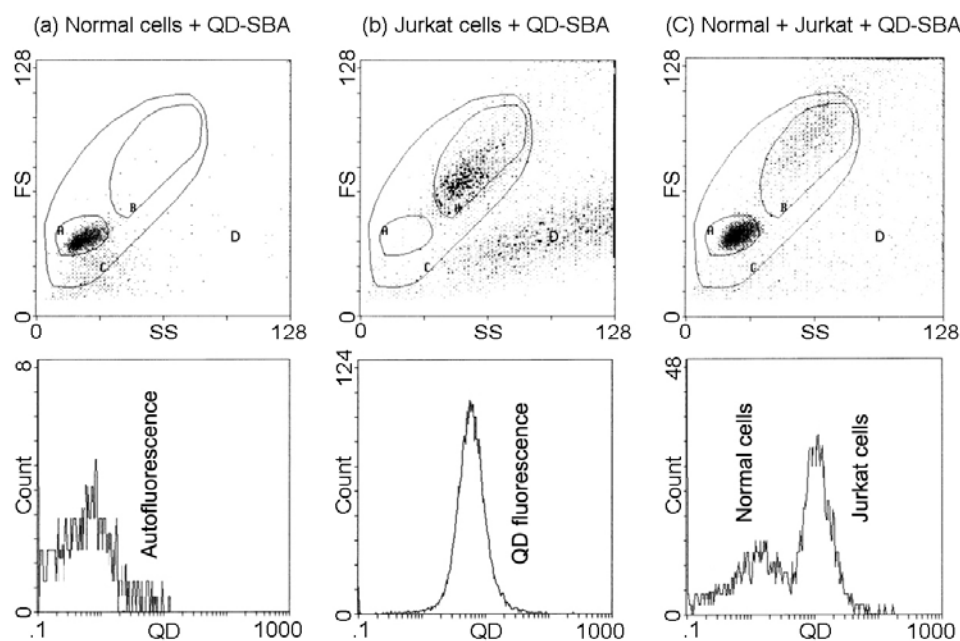 (a) Normal cells + QD-SBA
(b) Jurkat cells + QD-SBA
(C) Normal + Jurkat + QD-SBA
128
FS
0
A
B
C
D
0
SS
128
128
FS
0
A
C
D
0
SS
128
128
FS
0
A
B
C
D
0
SS
128
8
Count
0
Autofluorescence
.1
QD
1000
124
Count
0
QD fluorescence
.1
QD
1000
48
Count
0
Normal cells
Jurkat cells
.1
QD
1000